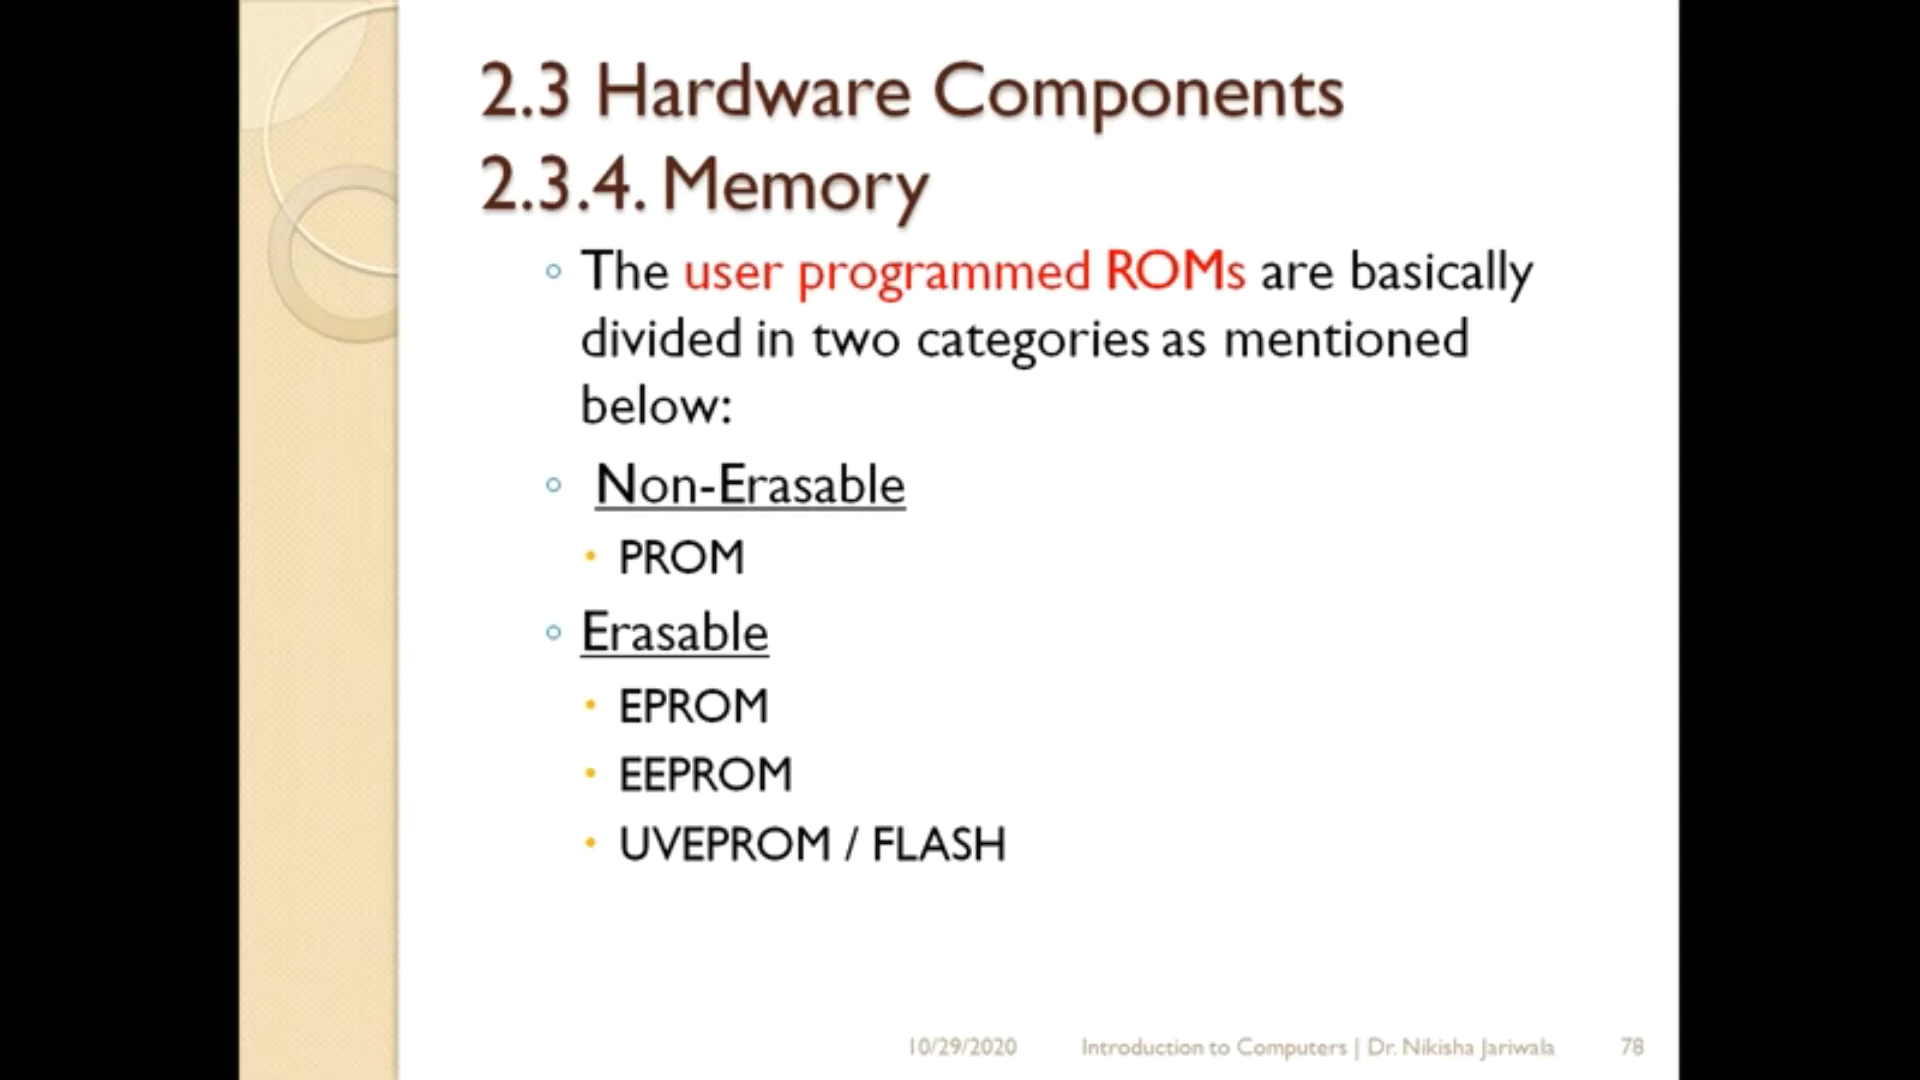 2.3 Hardware Components
2.3.4. Memory
The user programmed ROMs are basically
divided in two categories as mentioned
below:
Non-Erasable
PROM
Erasable
EPROM
EEPROM
UVEPROM / FLASH
10/29/2020 Introduction to Computers | Dr. Nikisha Jariwala 78